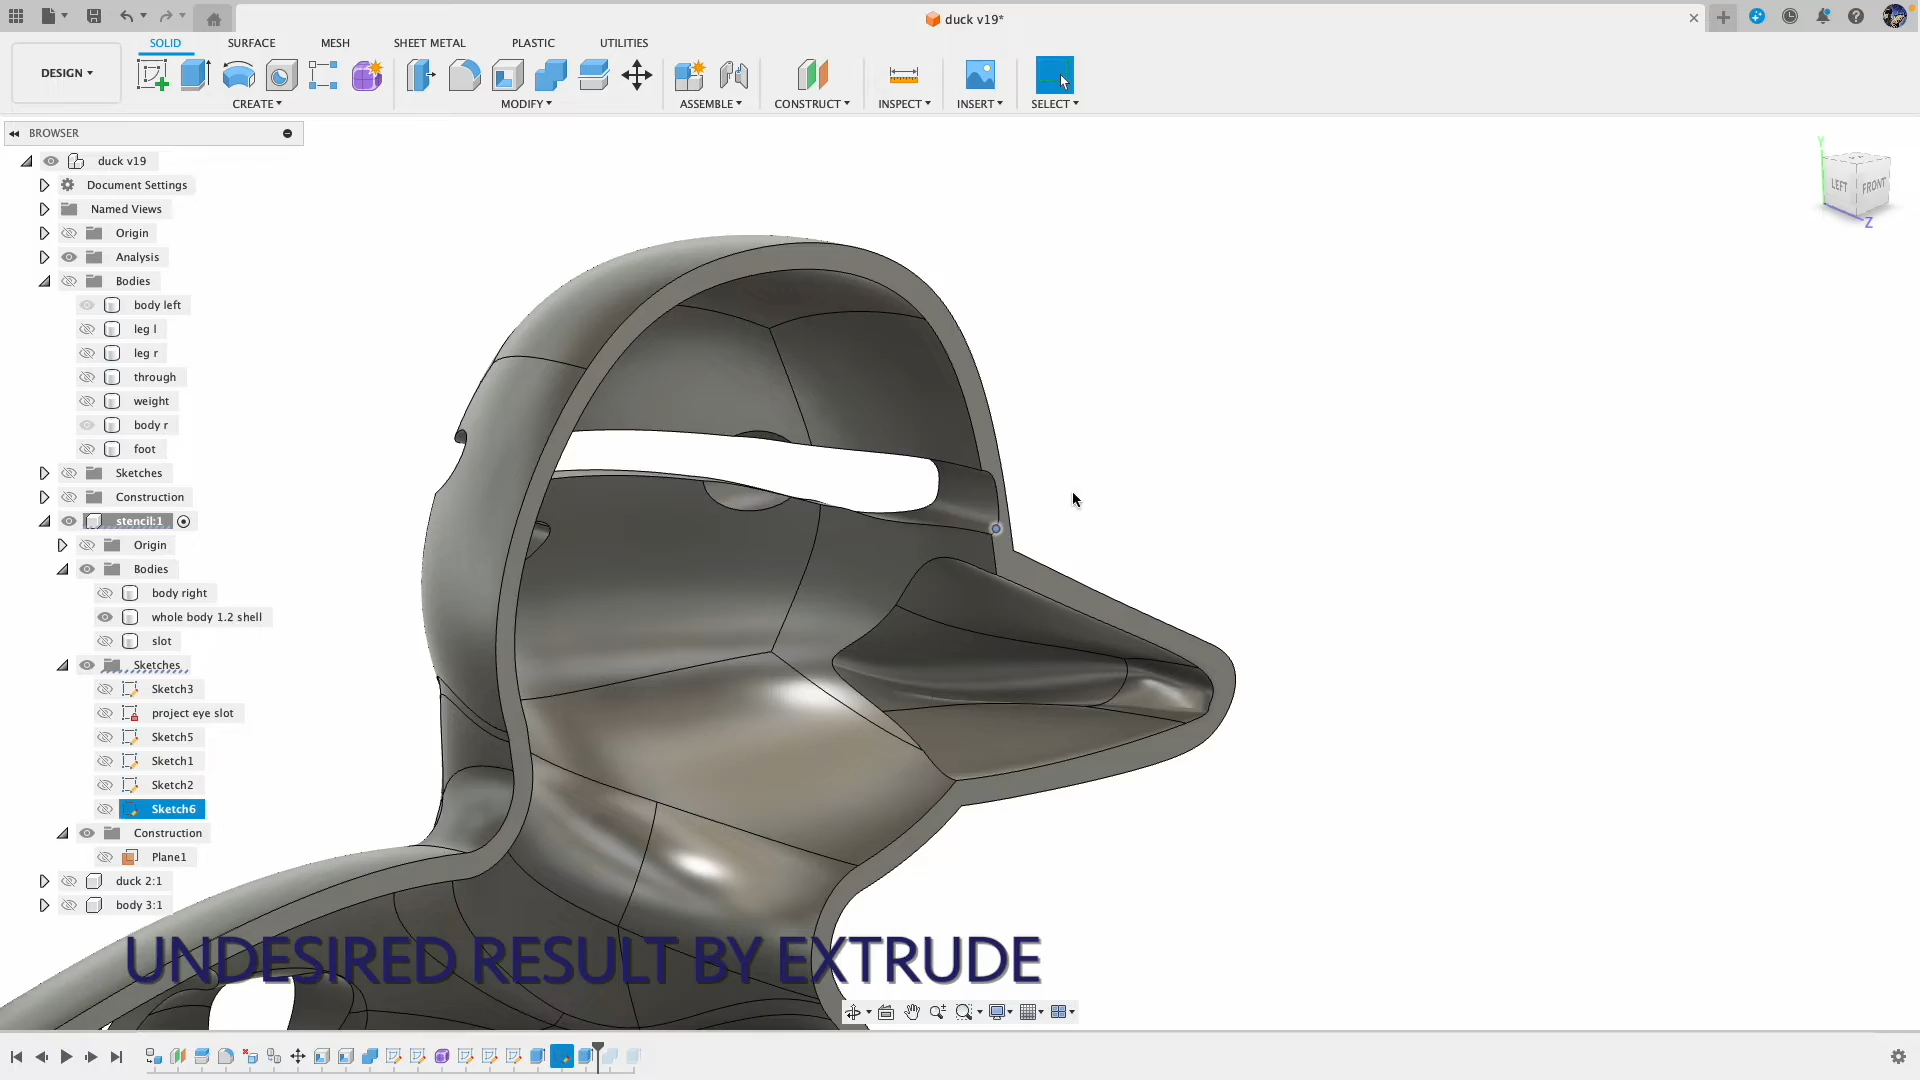 duck v19*
SOLID SURFACE MESH SHEET METAL PLASTIC UTILITIES
DESIGN
CREATE MODIFY ASSEMBLE CONSTRUCT INSPECT INSERT SELECT
BROWSER
duck v19
Document Settings
Named Views
Origin
Analysis
Bodies
body left
leg l
leg r
through
weight
body r
foot
Sketches
Construction
stencil:1
Origin
Bodies
body right
whole body 1.2 shell
slot
Sketches
Sketch3
project eye slot
Sketch5
Sketch1
Sketch2
Sketch6
Construction
Plane1
duck 2:1
body 3:1
Y
LEFT FRONT
Z
UNDESIRED RESULT BY EXTRUDE